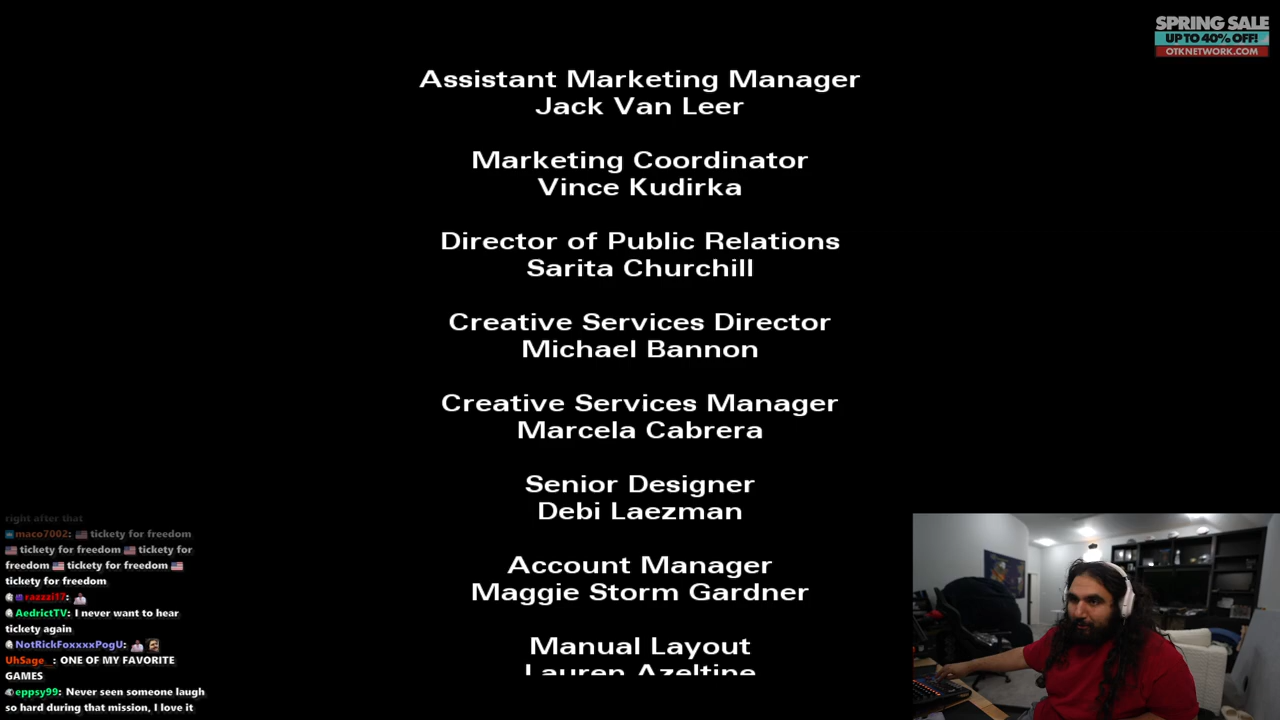 SPRING SALE
UP TO 40% OFF!
OTKNETWORK.COM
Assistant Marketing Manager
Jack Van Leer
Marketing Coordinator
Vince Kudirka
Director of Public Relations
Sarita Churchill
Creative Services Director
Michael Bannon
Creative Services Manager
Marcela Cabrera
Senior Designer
Debi Laezman
Account Manager
Maggie Storm Gardner
Manual Layout
Lauren Azeltine
right after that
maco7002: tickety for freedom
tickety for freedom tickety for
freedom tickety for freedom
tickety for freedom
razzzi17:
AedrictTV: I never want to hear
tickety again
NotRickFoxxxxPogU:
UhSage_: ONE OF MY FAVORITE
GAMES
eppsy99: Never seen someone laugh
so hard during that mission, I love it